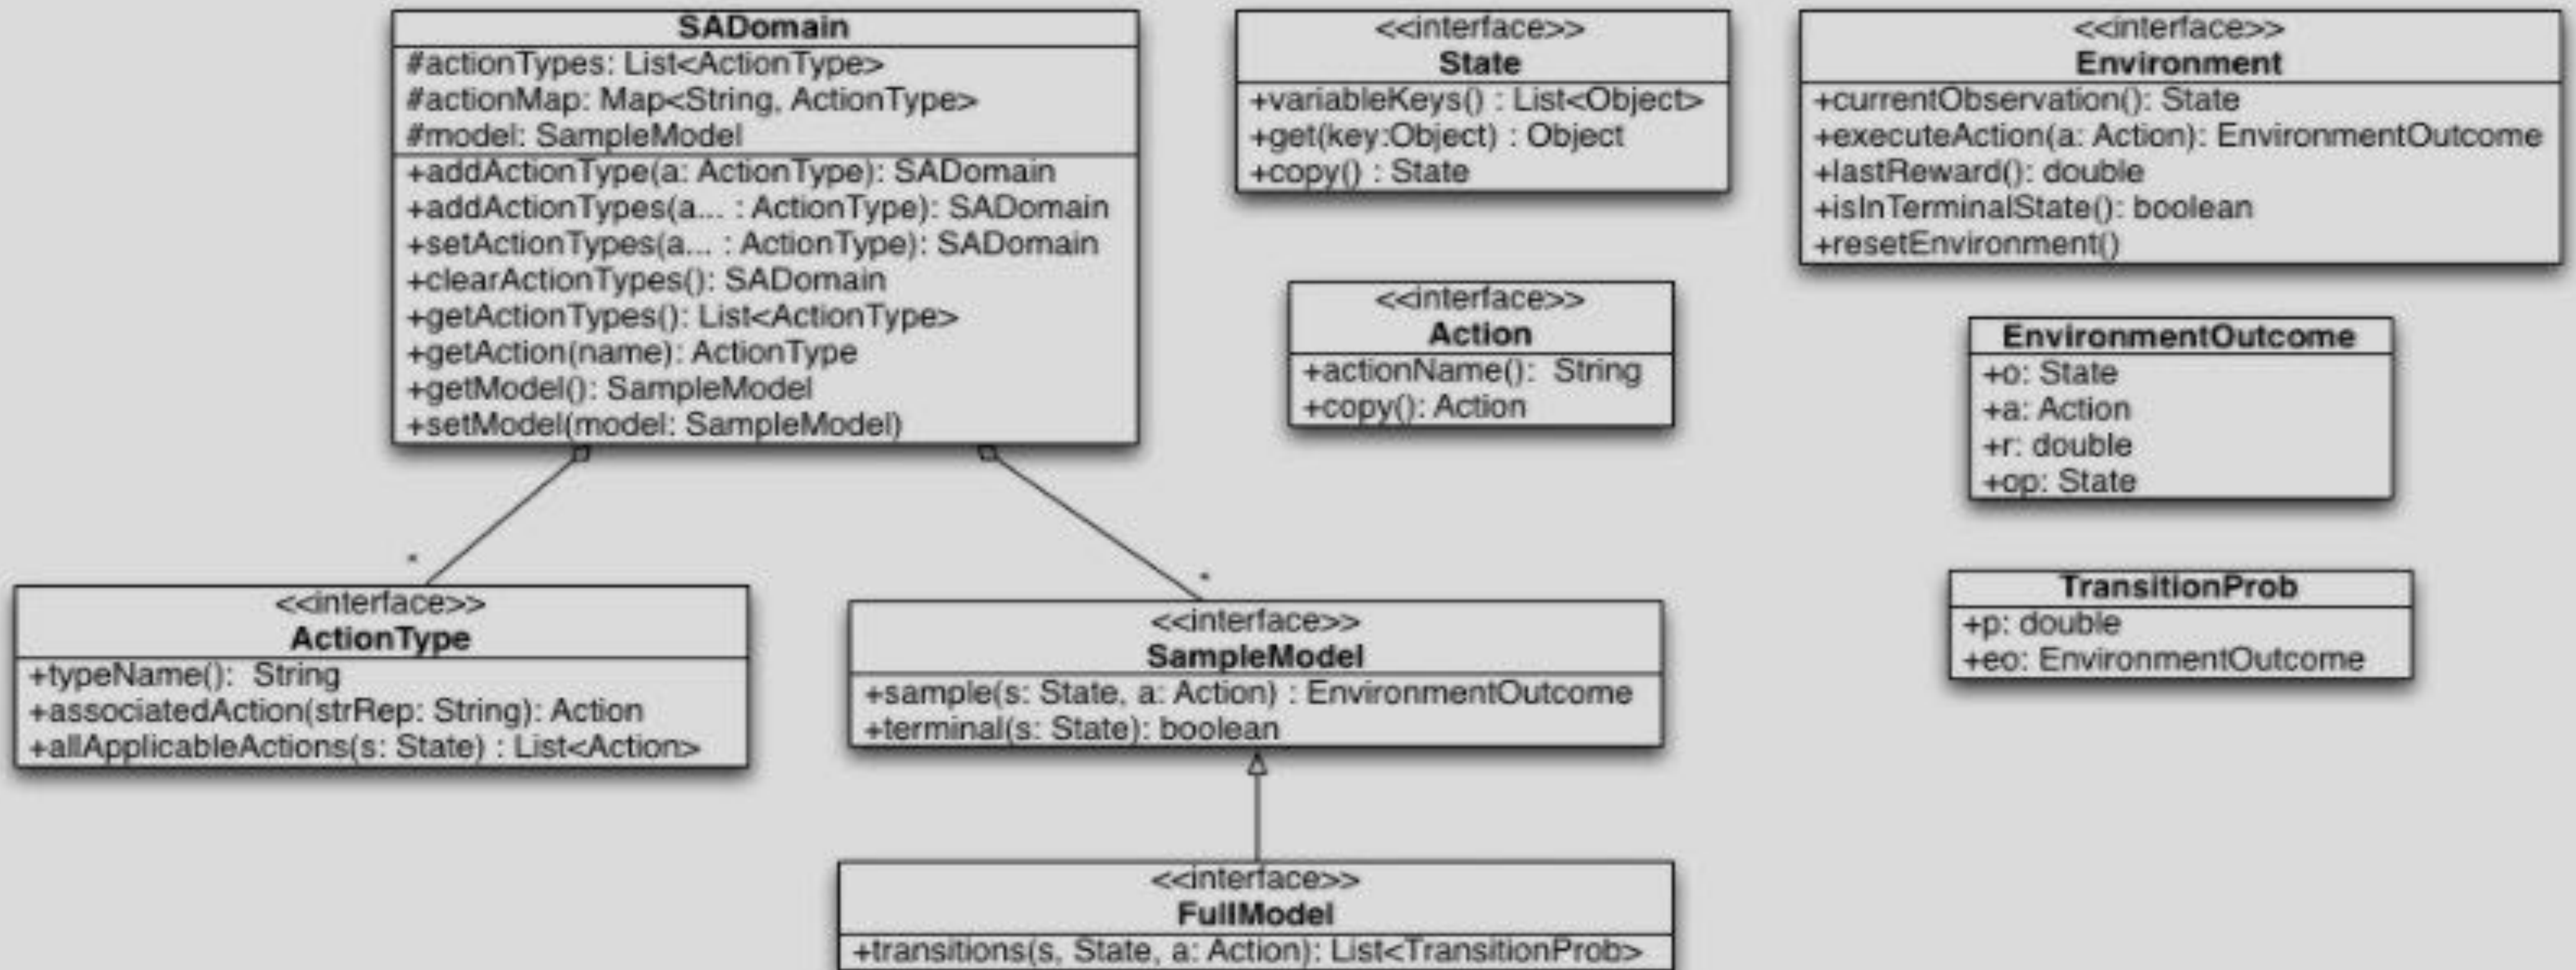 SADomain
#actionTypes: List<ActionType>
#actionMap: Map<String, ActionType>
#model: SampleModel
+addActionType(a: ActionType): SADomain
+addActionTypes(a... : ActionType): SADomain
+setActionTypes(a... : ActionType): SADomain
+clearActionTypes(): SADomain
+getActionTypes(): List<ActionType>
+getAction(name): ActionType
+getModel(): SampleModel
+setModel(model: SampleModel)
<<interface>>
State
+variableKeys() : List<Object>
+get(key:Object) : Object
+copy() : State
<<interface>>
Environment
+currentObservation(): State
+executeAction(a: Action): EnvironmentOutcome
+lastReward(): double
+isInTerminalState(): boolean
+resetEnvironment()
<<interface>>
Action
+actionName():  String
+copy(): Action
EnvironmentOutcome
+o: State
+a: Action
+r: double
+op: State
*
*
<<interface>>
ActionType
+typeName():  String
+associatedAction(strRep: String): Action
+allApplicableActions(s: State) : List<Action>
<<interface>>
SampleModel
+sample(s: State, a: Action) : EnvironmentOutcome
+terminal(s: State): boolean
TransitionProb
+p: double
+eo: EnvironmentOutcome
<<interface>>
FullModel
+transitions(s, State, a: Action): List<TransitionProb>